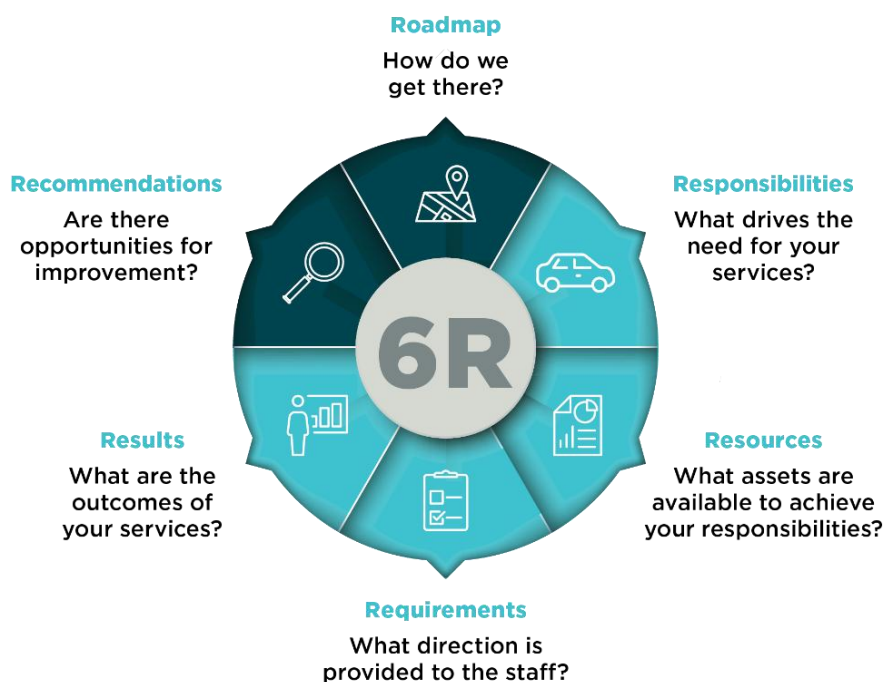 Roadmap
How do we
get there?
Responsibilities
What drives the
need for your
services?
Resources
What assets are
available to achieve
your responsibilities?
Requirements
What direction is
provided to the staff?
Results
What are the
outcomes of
your services?
Recommendations
Are there
opportunities for
improvement?
6R